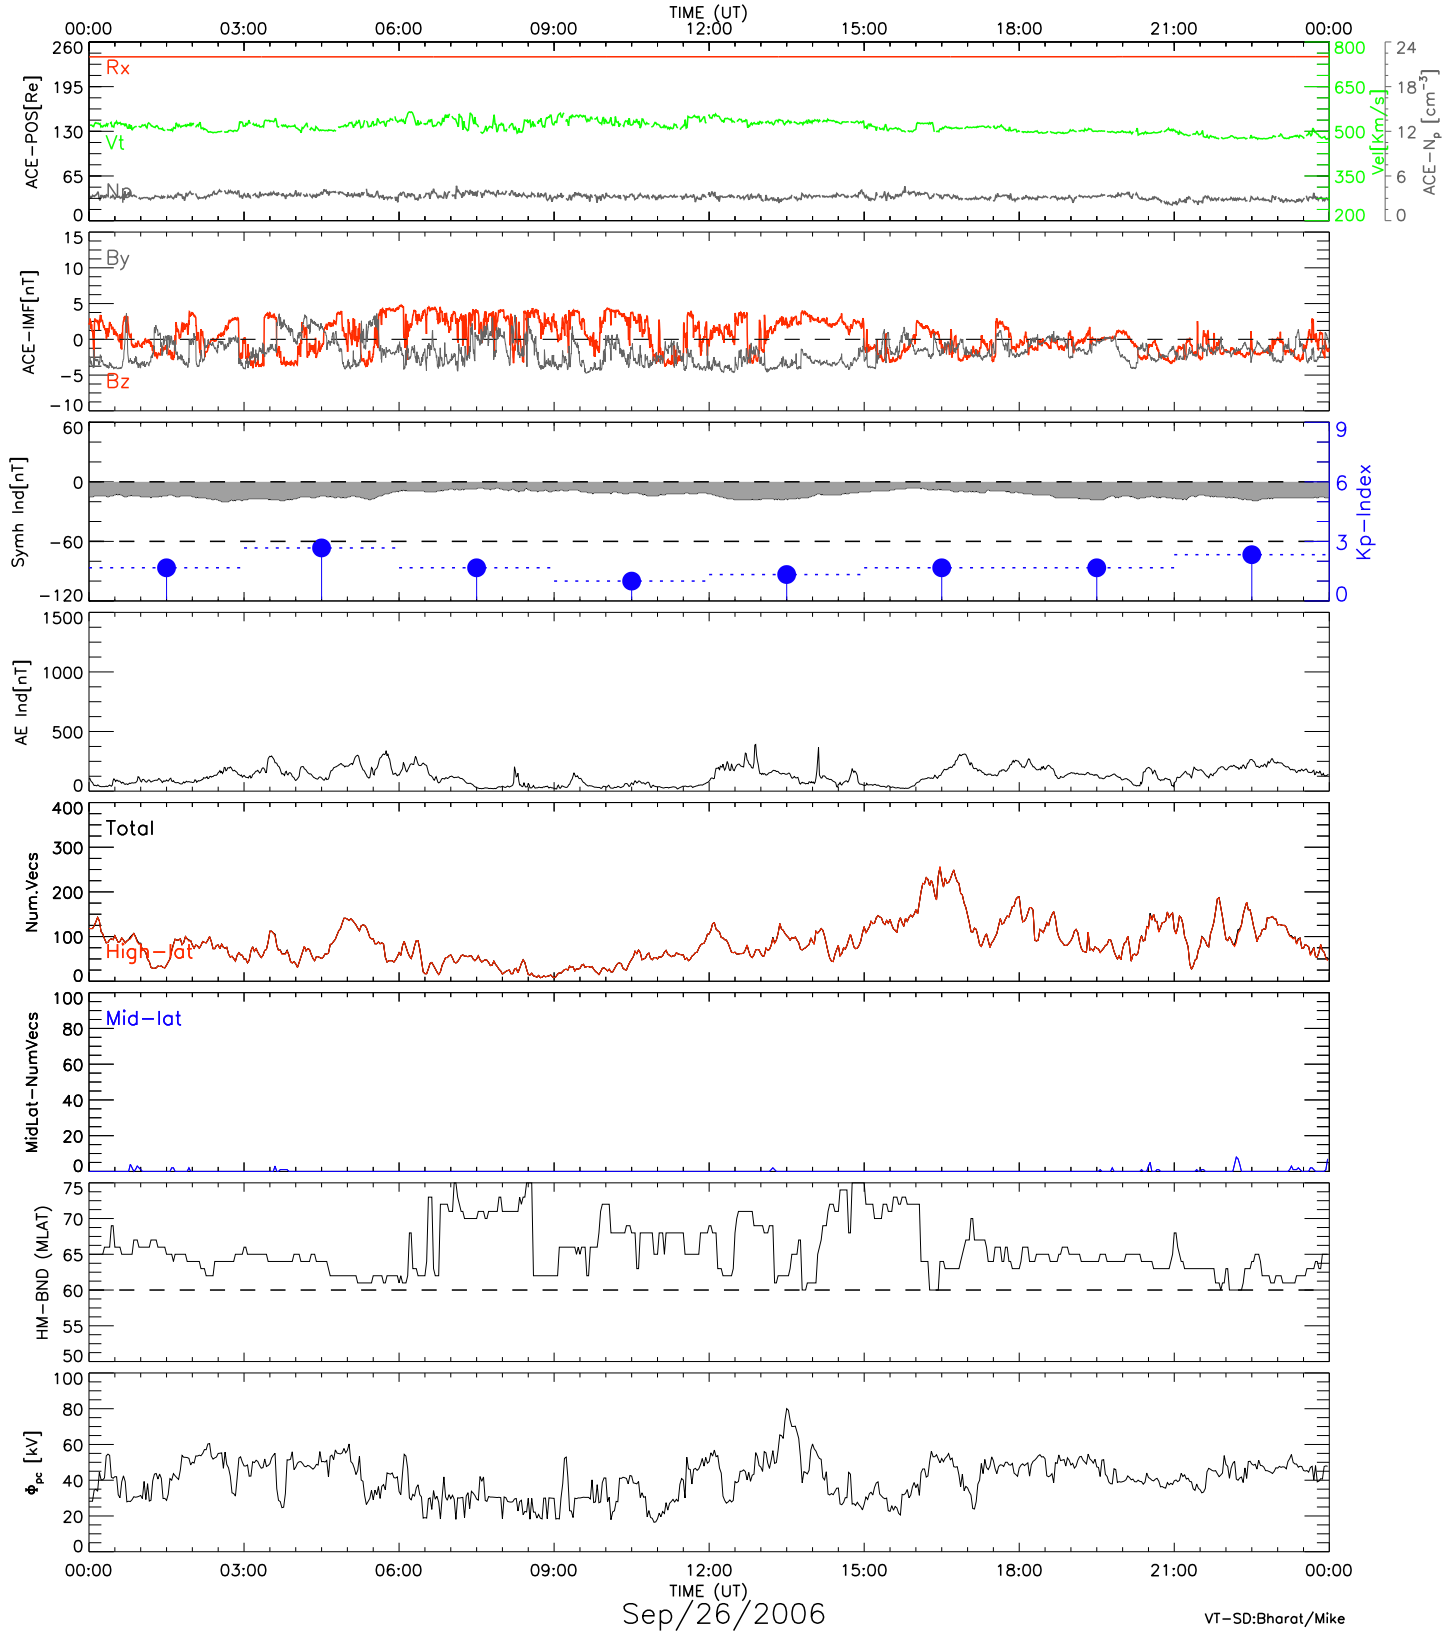 TIME (UT)
00:00 03:00 06:00 09:00 12:00 15:00 18:00 21:00 00:00
ACE-POS[Re]
260
195
130
65
0
Rx
Vt
Np
800
650
500
350
200
Vel[Km/s]
24
18
12
6
0
ACE-Np [cm-3]
ACE-IMF[nT]
15
10
5
0
-5
-10
By
Bz
Symh Ind[nT]
60
0
-60
-120
9
6
3
0
Kp-Index
AE Ind[nT]
1500
1000
500
0
Num.Vecs
400
300
200
100
0
Total
High-lat
MidLat-NumVecs
100
80
60
40
20
0
Mid-lat
HM-BND (MLAT)
75
70
65
60
55
50
Φpc [kV]
100
80
60
40
20
0
00:00 03:00 06:00 09:00 12:00 15:00 18:00 21:00 00:00
TIME (UT)
Sep/26/2006
VT-SD:Bharat/Mike